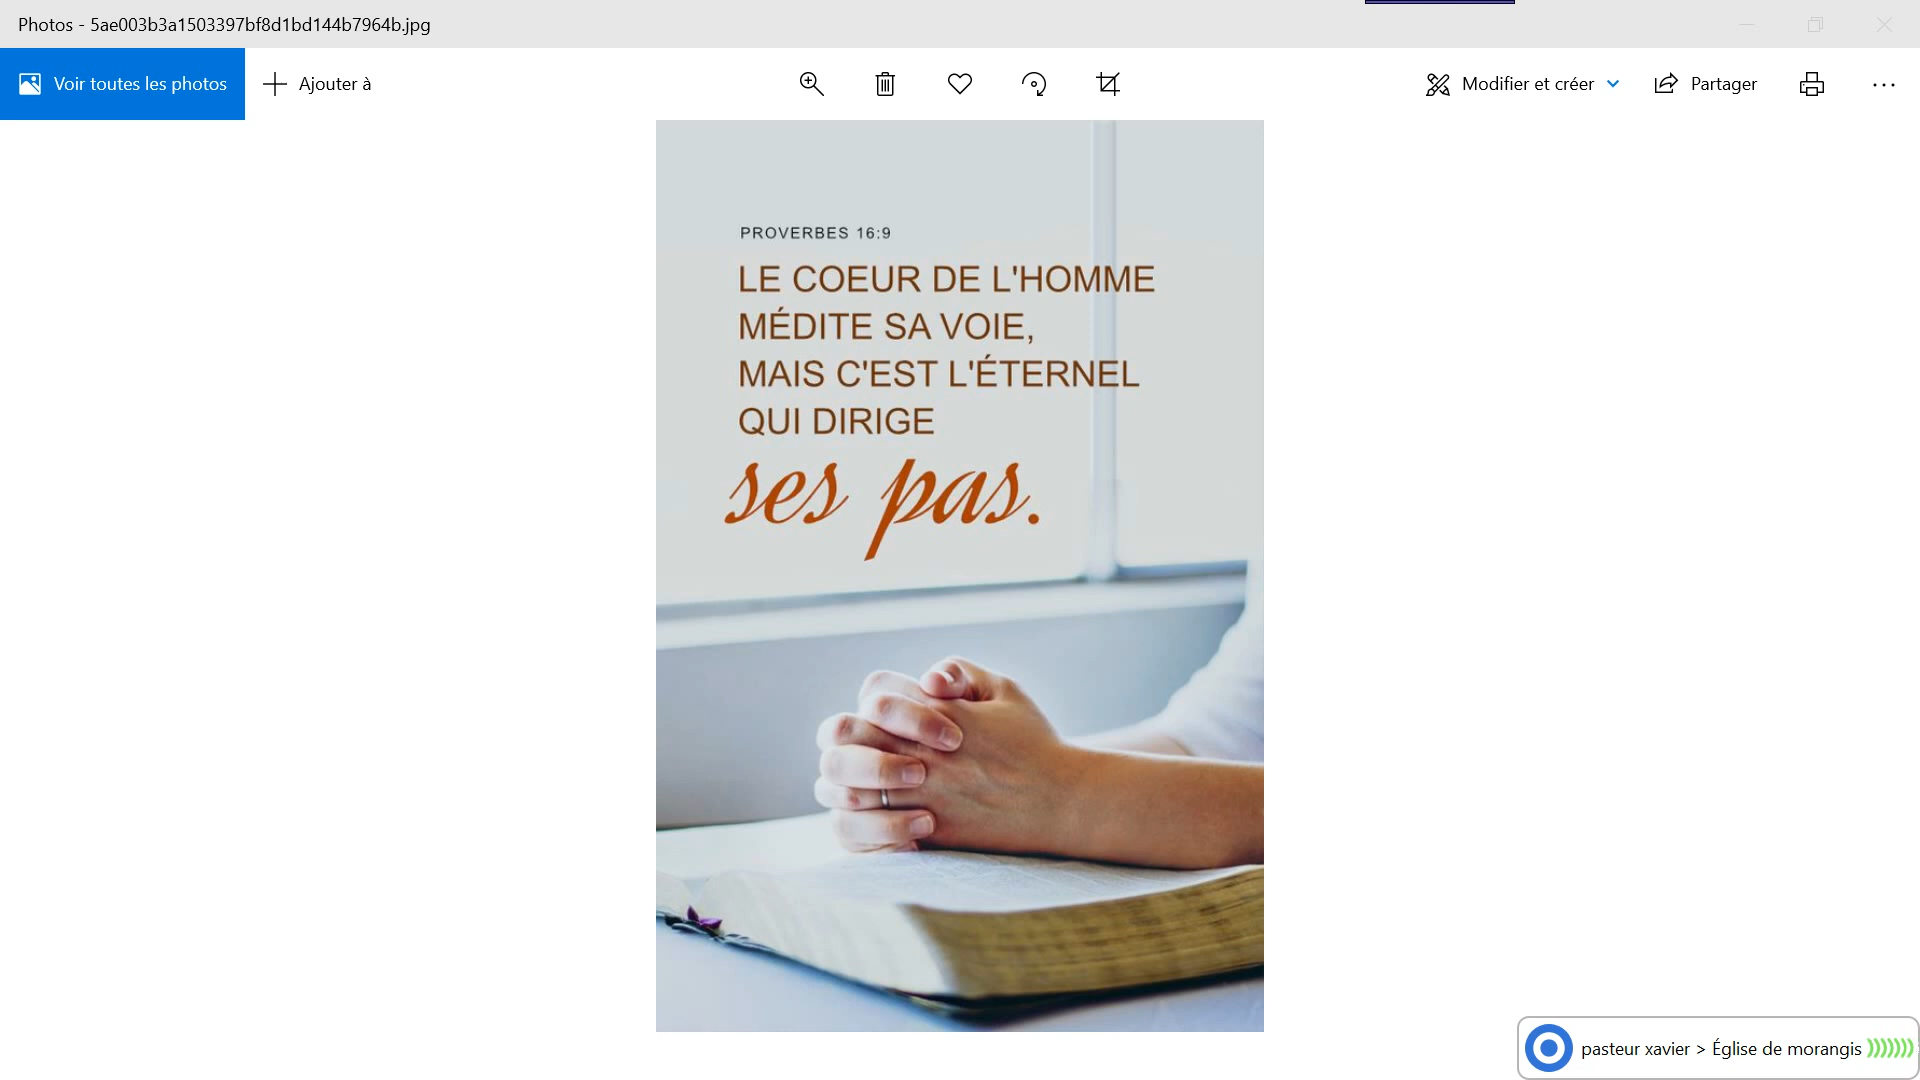 Photos - 5ae003b3a1503397bf8d1bd144b7964b.jpg
Voir toutes les photos
Ajouter à
Modifier et créer
Partager
PROVERBES 16:9
LE COEUR DE L'HOMME
MÉDITE SA VOIE,
MAIS C'EST L'ÉTERNEL
QUI DIRIGE
ses pas.
pasteur xavier > Église de morangis